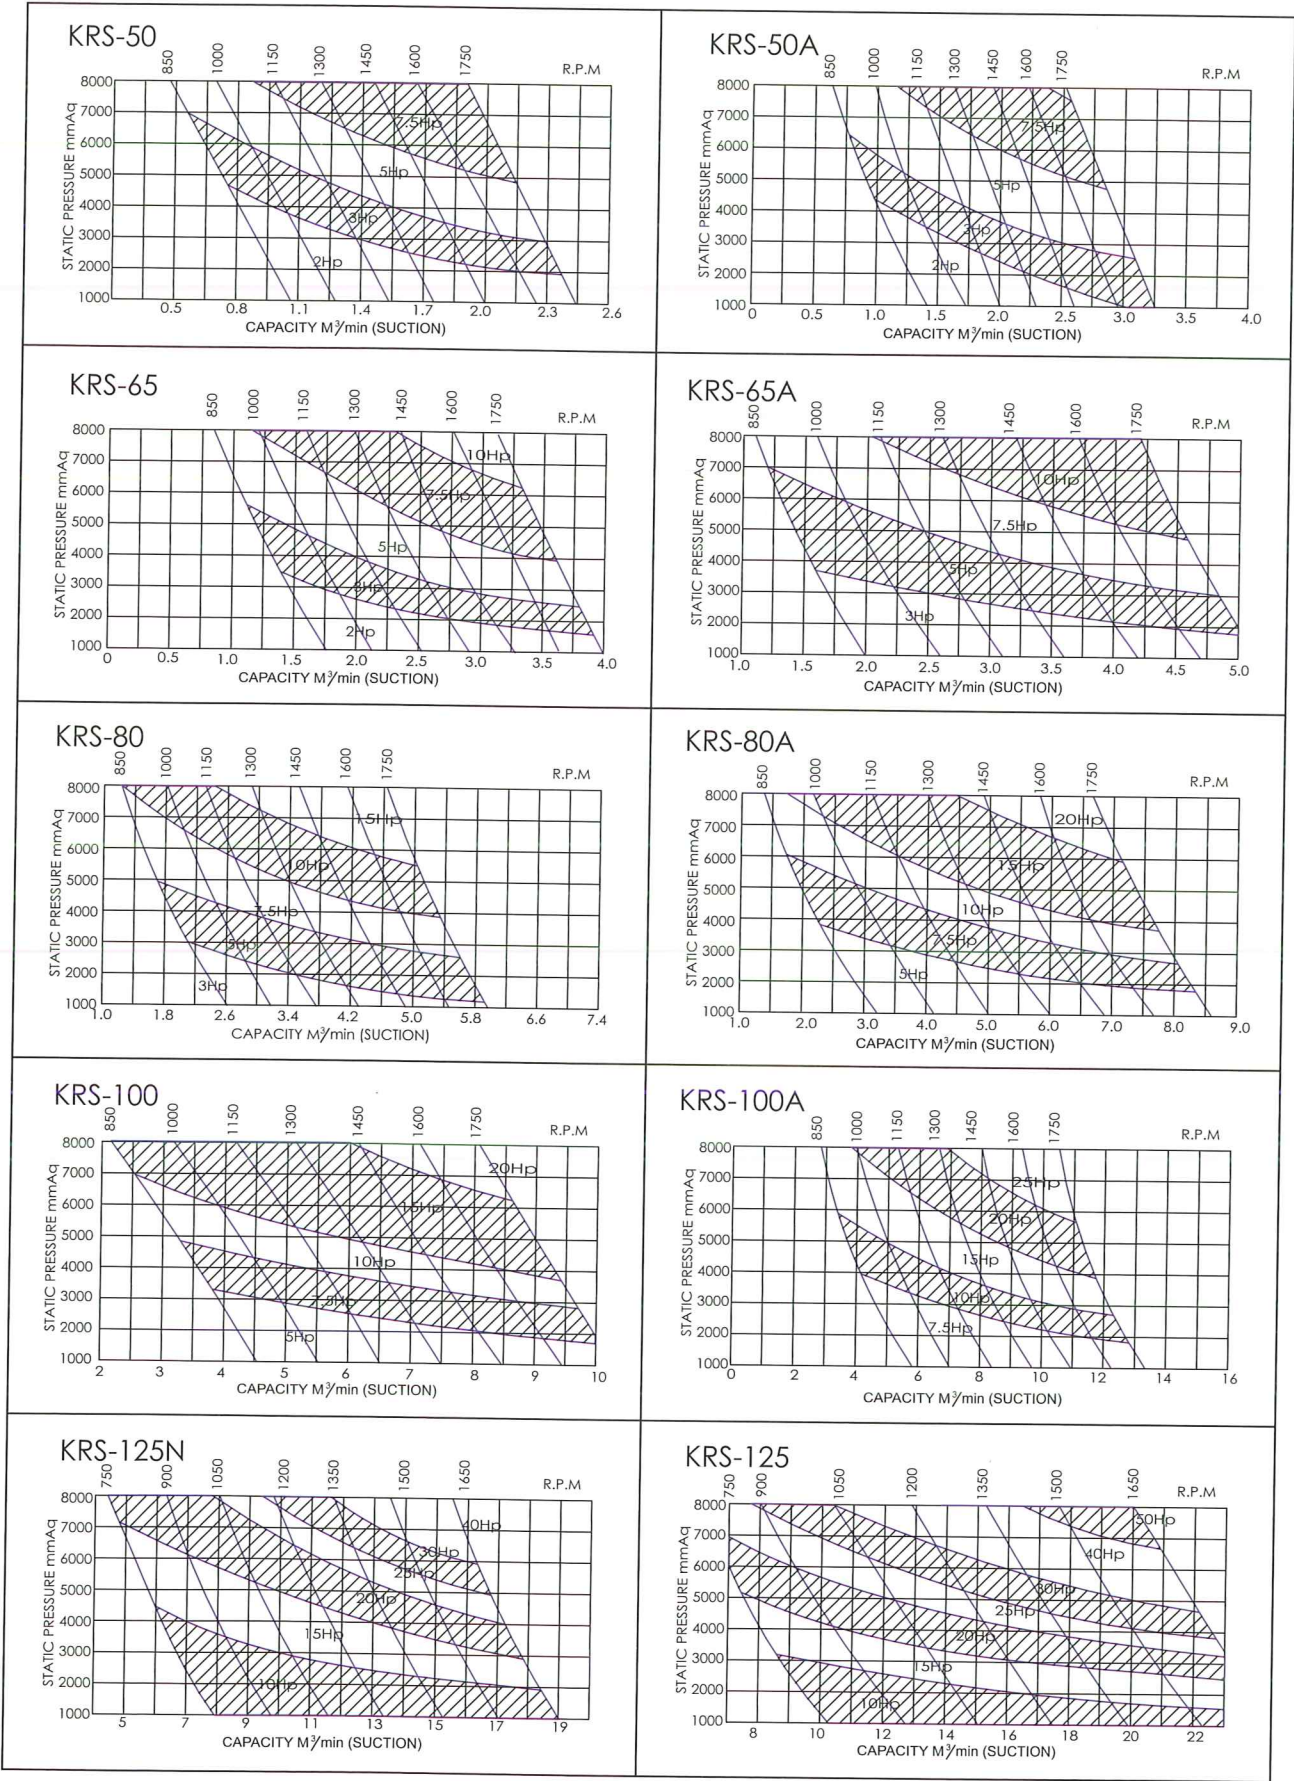 KRS-50
850 1000 1150 1300 1450 1600 1750 R.P.M
STATIC PRESSURE mmAq
8000
7000
6000
5000
4000
3000
2000
1000
7.5Hp
5Hp
3Hp
2Hp
0.5 0.8 1.1 1.4 1.7 2.0 2.3 2.6
CAPACITY M³/min (SUCTION)
KRS-50A
850 1000 1150 1300 1450 1600 1750 R.P.M
STATIC PRESSURE mmAq
8000
7000
6000
5000
4000
3000
2000
1000
7.5Hp
5Hp
3Hp
2Hp
0 0.5 1.0 1.5 2.0 2.5 3.0 3.5 4.0
CAPACITY M³/min (SUCTION)
KRS-65
850 1000 1150 1300 1450 1600 1750 R.P.M
STATIC PRESSURE mmAq
8000
7000
6000
5000
4000
3000
2000
1000
10Hp
7.5Hp
5Hp
3Hp
2Hp
0 0.5 1.0 1.5 2.0 2.5 3.0 3.5 4.0
CAPACITY M³/min (SUCTION)
KRS-65A
850 1000 1150 1300 1450 1600 1750 R.P.M
STATIC PRESSURE mmAq
8000
7000
6000
5000
4000
3000
2000
1000
10Hp
7.5Hp
5Hp
3Hp
1.0 1.5 2.0 2.5 3.0 3.5 4.0 4.5 5.0
CAPACITY M³/min (SUCTION)
KRS-80
850 1000 1150 1300 1450 1600 1750 R.P.M
STATIC PRESSURE mmAq
8000
7000
6000
5000
4000
3000
2000
1000
15Hp
10Hp
7.5Hp
5Hp
3Hp
1.0 1.8 2.6 3.4 4.2 5.0 5.8 6.6 7.4
CAPACITY M³/min (SUCTION)
KRS-80A
850 1000 1150 1300 1450 1600 1750 R.P.M
STATIC PRESSURE mmAq
8000
7000
6000
5000
4000
3000
2000
1000
20Hp
15Hp
10Hp
7.5Hp
5Hp
1.0 2.0 3.0 4.0 5.0 6.0 7.0 8.0 9.0
CAPACITY M³/min (SUCTION)
KRS-100
850 1000 1150 1300 1450 1600 1750 R.P.M
STATIC PRESSURE mmAq
8000
7000
6000
5000
4000
3000
2000
1000
20Hp
15Hp
10Hp
7.5Hp
5Hp
2 3 4 5 6 7 8 9 10
CAPACITY M³/min (SUCTION)
KRS-100A
850 1000 1150 1300 1450 1600 1750 R.P.M
STATIC PRESSURE mmAq
8000
7000
6000
5000
4000
3000
2000
1000
25Hp
20Hp
15Hp
10Hp
7.5Hp
0 2 4 6 8 10 12 14 16
CAPACITY M³/min (SUCTION)
KRS-125N
750 900 1050 1200 1350 1500 1650 R.P.M
STATIC PRESSURE mmAq
8000
7000
6000
5000
4000
3000
2000
1000
40Hp
30Hp
25Hp
20Hp
15Hp
10Hp
5 7 9 11 13 15 17 19
CAPACITY M³/min (SUCTION)
KRS-125
750 900 1050 1200 1350 1500 1650 R.P.M
STATIC PRESSURE mmAq
8000
7000
6000
5000
4000
3000
2000
1000
50Hp
40Hp
30Hp
25Hp
20Hp
15Hp
10Hp
8 10 12 14 16 18 20 22
CAPACITY M³/min (SUCTION)